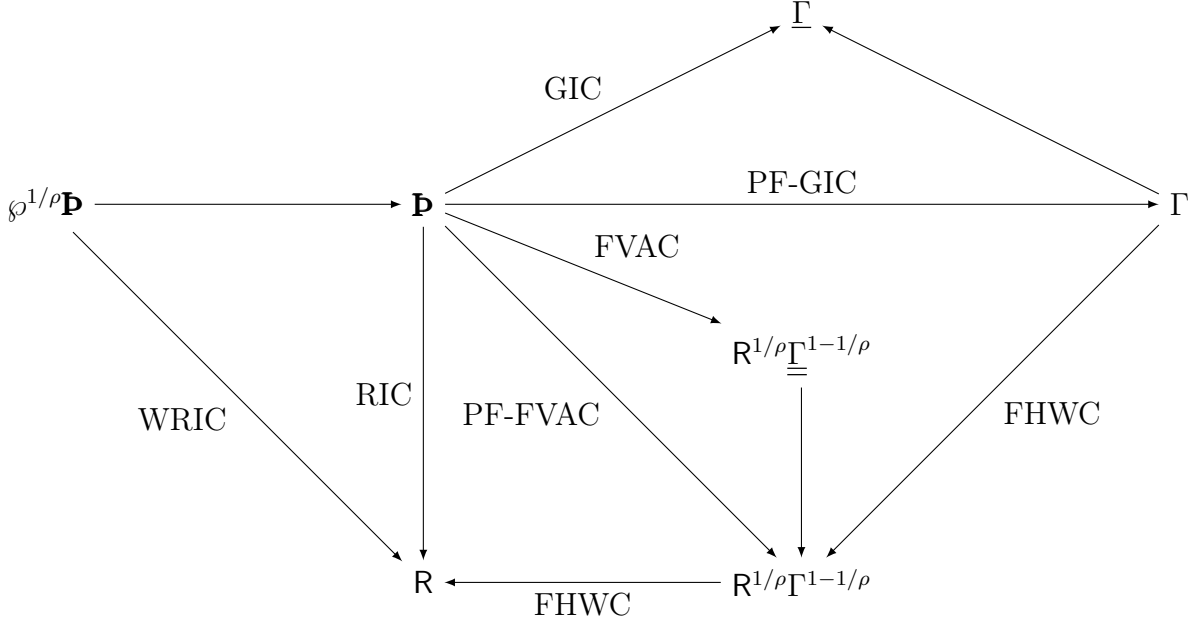 Γ̲
GIC
℘^{1/ρ}𝐏̵
PF-GIC
𝐏̵
Γ
FVAC
R^{1/ρ}Γ̳^{1−1/ρ}
RIC
WRIC
PF-FVAC
FHWC
R
R^{1/ρ}Γ^{1−1/ρ}
FHWC